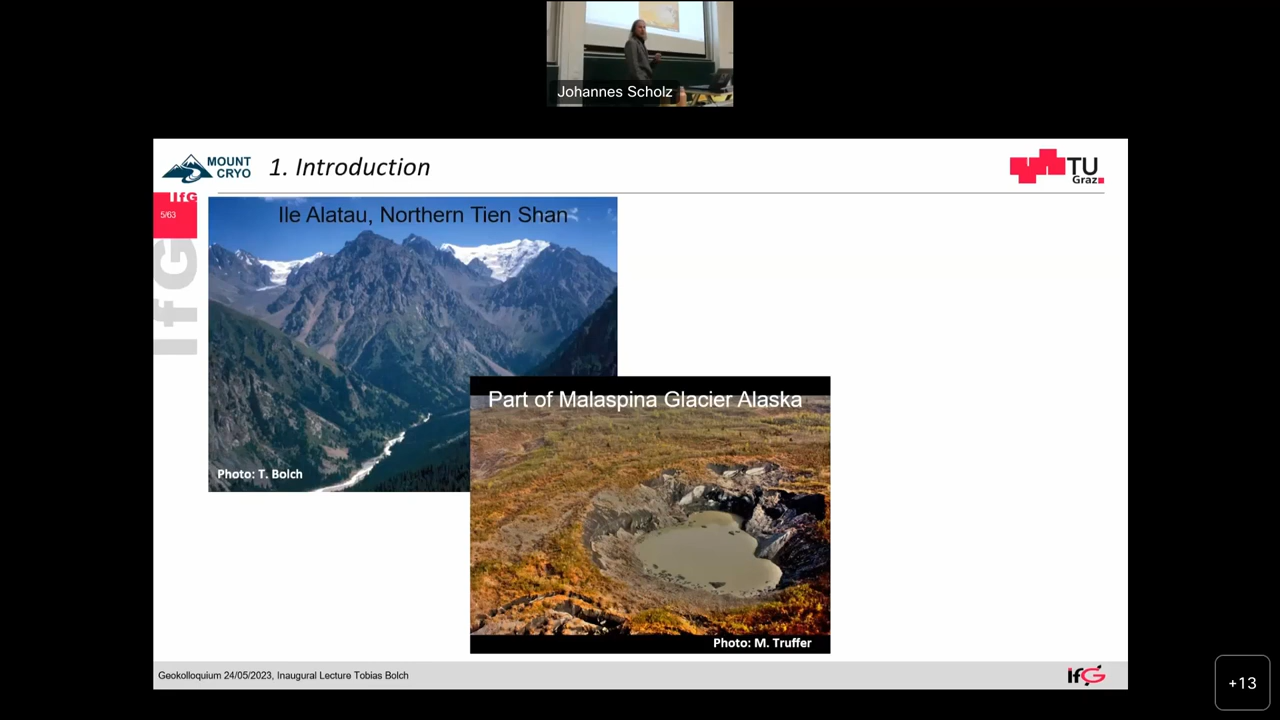 Johannes Scholz
MOUNT
CRYO
1. Introduction
TU
Graz
IfG
5/63
IfG
Ile Alatau, Northern Tien Shan
Photo: T. Bolch
Part of Malaspina Glacier Alaska
Photo: M. Truffer
Geokolloquium 24/05/2023, Inaugural Lecture Tobias Bolch
IfG
+13